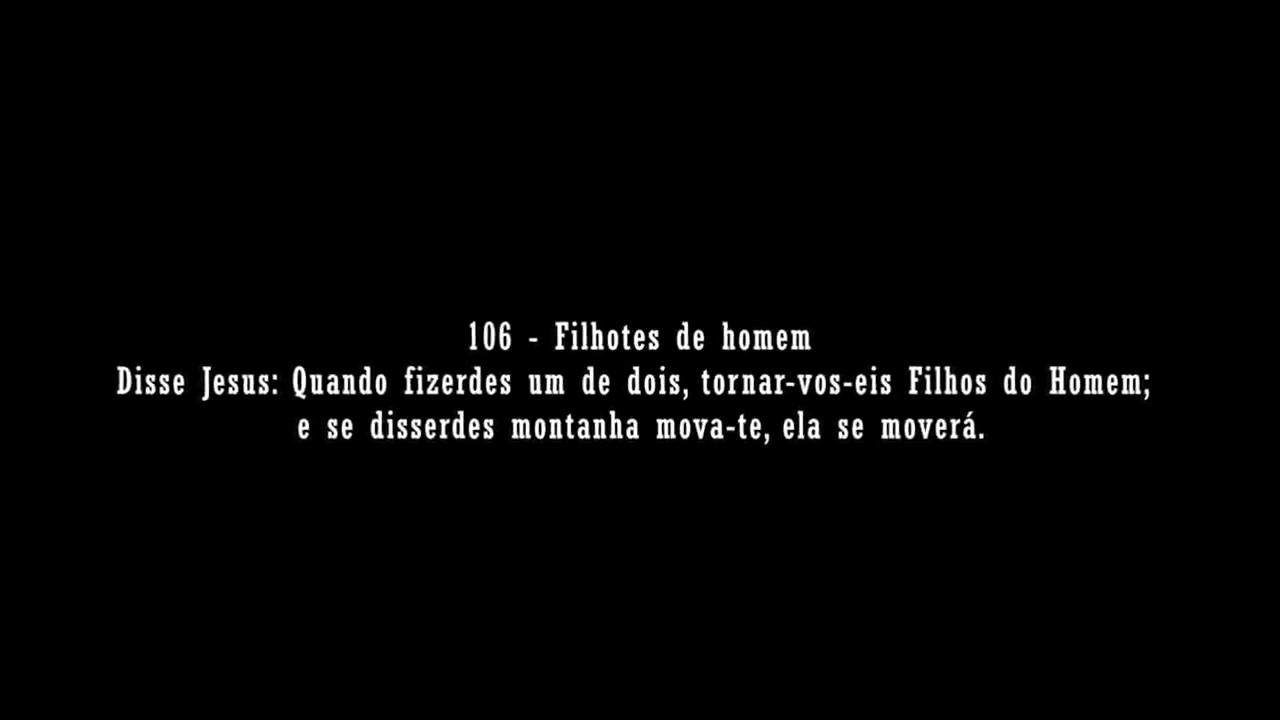 106 - Filhotes de homem
Disse Jesus: Quando fizerdes um de dois, tornar-vos-eis Filhos do Homem;
e se disserdes montanha mova-te, ela se moverá.